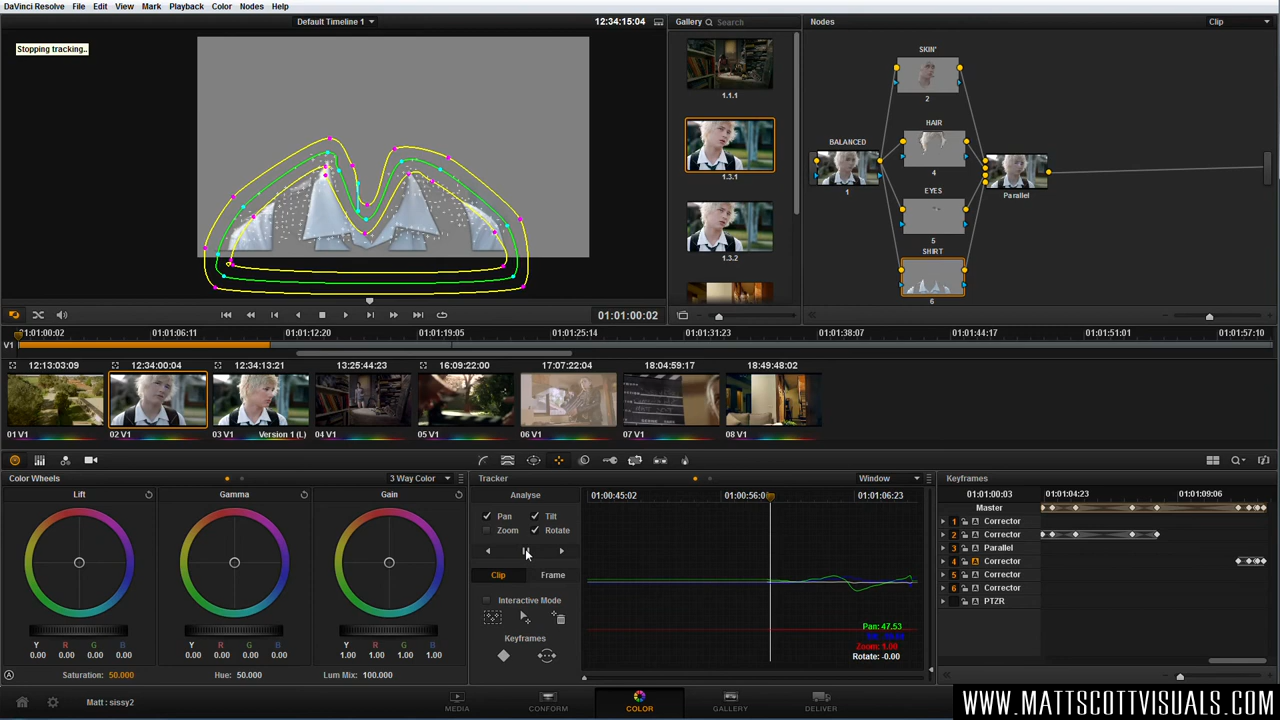 DaVinci Resolve File Edit View Mark Playback Color Nodes Help
Default Timeline 1 12:34:15:04 Gallery Search Nodes Clip
Stopping tracking..
1.1.1
1.3.1
1.3.2
SKIN'
2
HAIR
4
BALANCED
1
EYES
5
Parallel
SHIRT
6
01:01:00:02
01:00:00:02 01:01:06:11 01:01:12:20 01:01:19:05 01:01:25:14 01:01:31:23 01:01:38:07 01:01:44:17 01:01:51:01 01:01:57:10
V1
12:13:03:09 12:34:00:04 12:34:13:21 13:25:44:23 16:09:22:00 17:07:22:04 18:04:59:17 18:49:48:02
01 V1 02 V1 03 V1 Version 1 (L) 04 V1 05 V1 06 V1 07 V1 08 V1
Color Wheels 3 Way Color
Lift Gamma Gain
Y R G B Y R G B Y R G B
0.00 0.00 0.00 0.00 0.00 0.00 0.00 0.00 1.00 1.00 1.00 1.00
A Saturation: 50.000 Hue: 50.000 Lum Mix: 100.000
Tracker Window
Analyse
Pan Tilt
Zoom Rotate
Clip Frame
Interactive Mode
Keyframes
01:00:45:02 01:00:56:0 01:01:06:23
Pan: 47.53
Zoom: 1.00
Rotate: -0.00
Keyframes All
01:01:00:03 01:01:04:23 01:01:09:06
Master
1 Corrector
2 Corrector
3 Parallel
4 Corrector
5 Corrector
6 Corrector
PTZR
Matt : sissy2
MEDIA CONFORM COLOR GALLERY DELIVER
WWW.MATTSCOTTVISUALS.COM